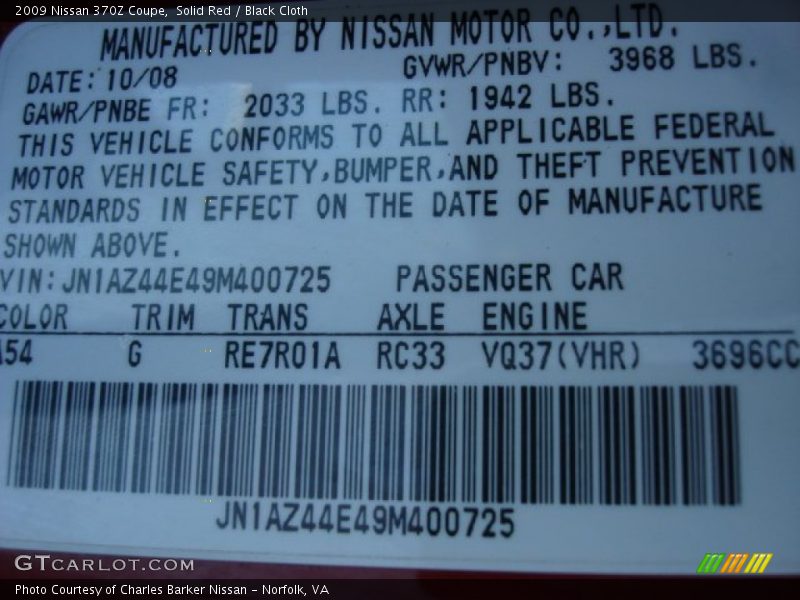 2009 Nissan 370Z Coupe, Solid Red / Black Cloth
MANUFACTURED BY NISSAN MOTOR CO.,LTD.
DATE: 10/08 GVWR/PNBV: 3968 LBS.
GAWR/PNBE FR: 2033 LBS. RR: 1942 LBS.
THIS VEHICLE CONFORMS TO ALL APPLICABLE FEDERAL
MOTOR VEHICLE SAFETY,BUMPER,AND THEFT PREVENTION
STANDARDS IN EFFECT ON THE DATE OF MANUFACTURE
SHOWN ABOVE.
VIN: JN1AZ44E49M400725 PASSENGER CAR
COLOR TRIM TRANS AXLE ENGINE
A54 G RE7R01A RC33 VQ37(VHR) 3696CC
JN1AZ44E49M400725
GTCARLOT.COM
Photo Courtesy of Charles Barker Nissan - Norfolk, VA